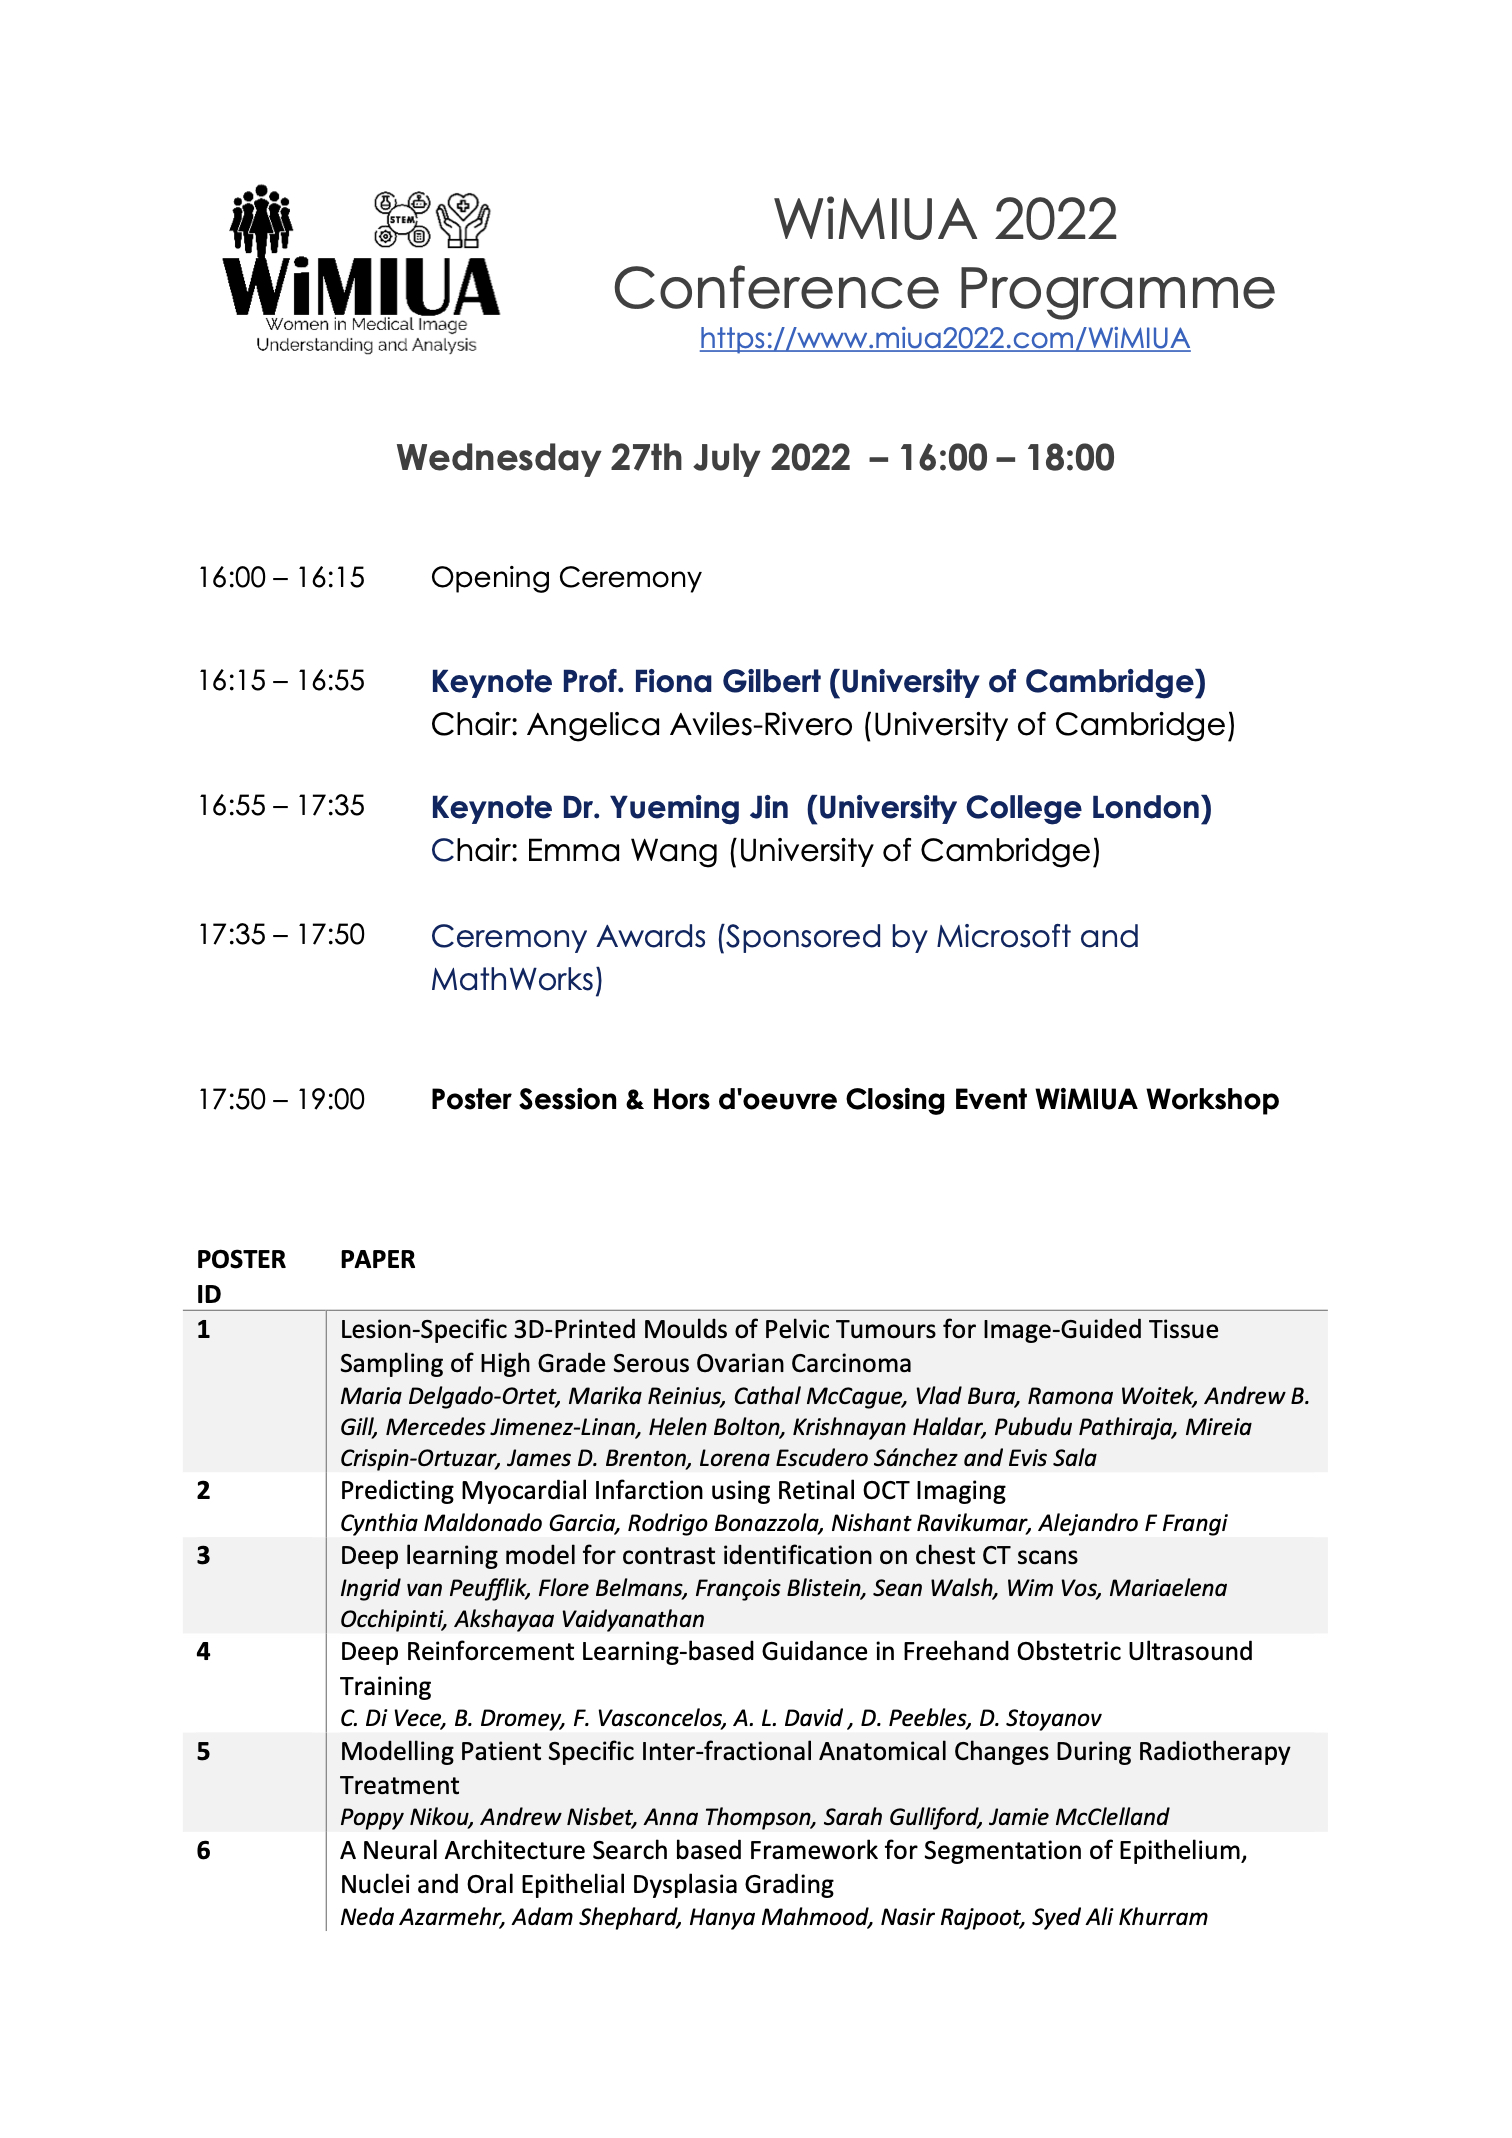 STEM
WiMIUA
Women in Medical Image
Understanding and Analysis
WiMIUA 2022
Conference Programme
https://www.miua2022.com/WiMIUA
Wednesday 27th July 2022 – 16:00 – 18:00
16:00 – 16:15 Opening Ceremony
16:15 – 16:55 Keynote Prof. Fiona Gilbert (University of Cambridge)
Chair: Angelica Aviles-Rivero (University of Cambridge)
16:55 – 17:35 Keynote Dr. Yueming Jin (University College London)
Chair: Emma Wang (University of Cambridge)
17:35 – 17:50 Ceremony Awards (Sponsored by Microsoft and
MathWorks)
17:50 – 19:00 Poster Session & Hors d'oeuvre Closing Event WiMIUA Workshop
POSTER PAPER
ID
1 Lesion-Specific 3D-Printed Moulds of Pelvic Tumours for Image-Guided Tissue
Sampling of High Grade Serous Ovarian Carcinoma
Maria Delgado-Ortet, Marika Reinius, Cathal McCague, Vlad Bura, Ramona Woitek, Andrew B.
Gill, Mercedes Jimenez-Linan, Helen Bolton, Krishnayan Haldar, Pubudu Pathiraja, Mireia
Crispin-Ortuzar, James D. Brenton, Lorena Escudero Sánchez and Evis Sala
2 Predicting Myocardial Infarction using Retinal OCT Imaging
Cynthia Maldonado Garcia, Rodrigo Bonazzola, Nishant Ravikumar, Alejandro F Frangi
3 Deep learning model for contrast identification on chest CT scans
Ingrid van Peufflik, Flore Belmans, François Blistein, Sean Walsh, Wim Vos, Mariaelena
Occhipinti, Akshayaa Vaidyanathan
4 Deep Reinforcement Learning-based Guidance in Freehand Obstetric Ultrasound
Training
C. Di Vece, B. Dromey, F. Vasconcelos, A. L. David , D. Peebles, D. Stoyanov
5 Modelling Patient Specific Inter-fractional Anatomical Changes During Radiotherapy
Treatment
Poppy Nikou, Andrew Nisbet, Anna Thompson, Sarah Gulliford, Jamie McClelland
6 A Neural Architecture Search based Framework for Segmentation of Epithelium,
Nuclei and Oral Epithelial Dysplasia Grading
Neda Azarmehr, Adam Shephard, Hanya Mahmood, Nasir Rajpoot, Syed Ali Khurram